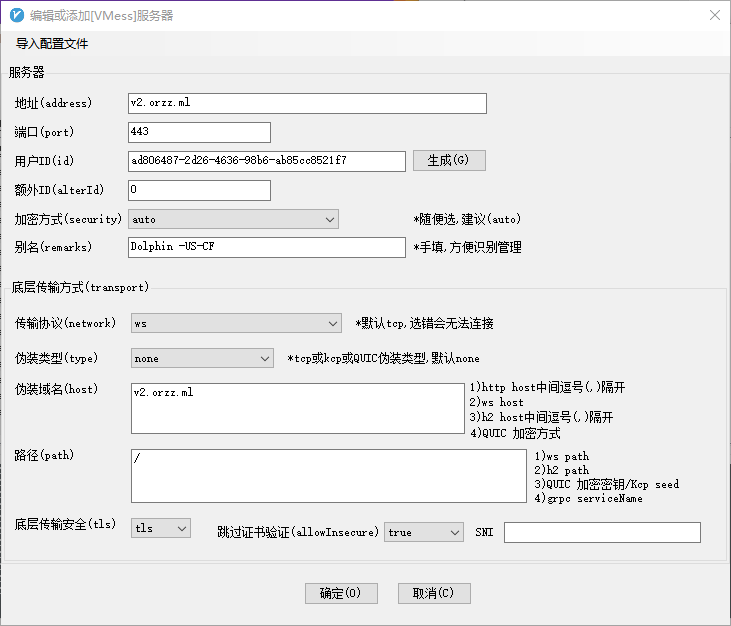 编辑或添加[VMess]服务器
导入配置文件
服务器
地址(address) v2.orzz.ml
端口(port) 443
用户ID(id) ad806487-2d26-4636-98b6-ab85cc8521f7 生成(G)
额外ID(alterId) 0
加密方式(security) auto *随便选,建议(auto)
别名(remarks) Dolphin -US-CF *手填,方便识别管理
底层传输方式(transport)
传输协议(network) ws *默认tcp,选错会无法连接
伪装类型(type) none *tcp或kcp或QUIC伪装类型,默认none
伪装域名(host) v2.orzz.ml 1)http host中间逗号(,)隔开
2)ws host
3)h2 host中间逗号(,)隔开
4)QUIC 加密方式
路径(path) / 1)ws path
2)h2 path
3)QUIC 加密密钥/Kcp seed
4)grpc serviceName
底层传输安全(tls) tls 跳过证书验证(allowInsecure) true SNI
确定(O) 取消(C)